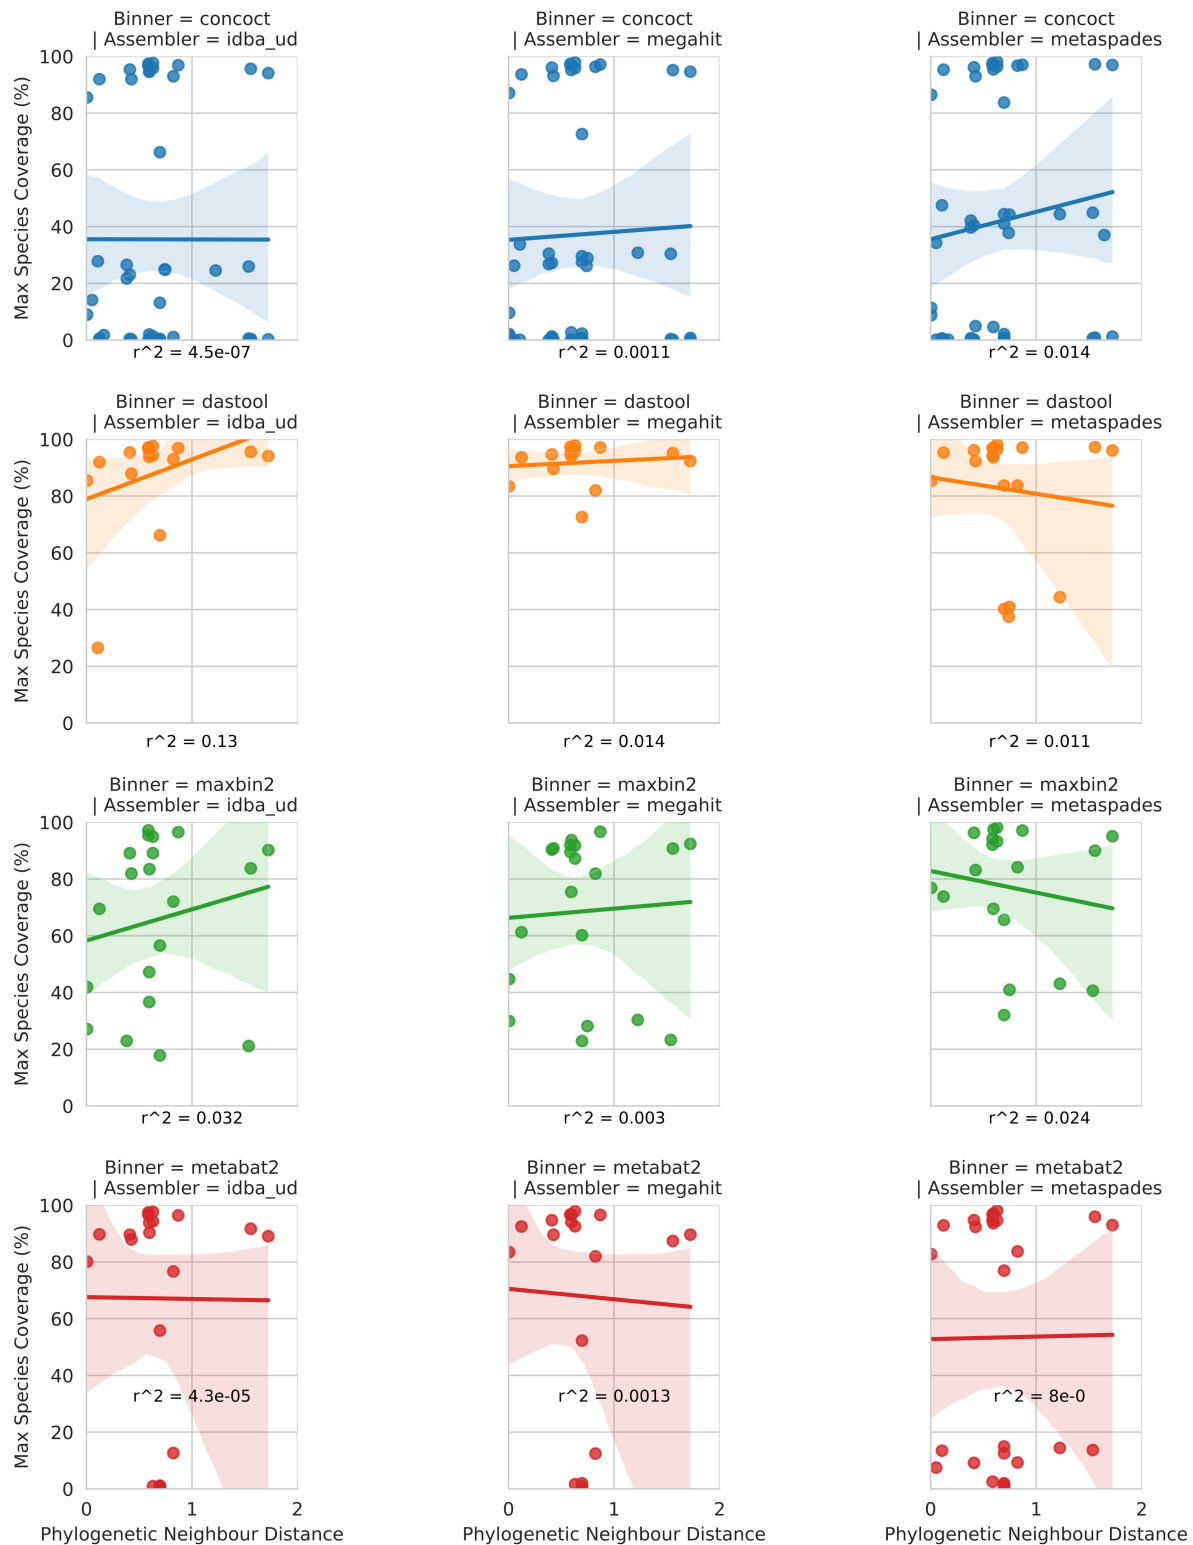 Binner = concoct
| Assembler = idba_ud
Binner = concoct
| Assembler = megahit
Binner = concoct
| Assembler = metaspades
Max Species Coverage (%)
100
80
60
40
20
0
r^2 = 4.5e-07
r^2 = 0.0011
r^2 = 0.014
Binner = dastool
| Assembler = idba_ud
Binner = dastool
| Assembler = megahit
Binner = dastool
| Assembler = metaspades
Max Species Coverage (%)
100
80
60
40
20
0
r^2 = 0.13
r^2 = 0.014
r^2 = 0.011
Binner = maxbin2
| Assembler = idba_ud
Binner = maxbin2
| Assembler = megahit
Binner = maxbin2
| Assembler = metaspades
Max Species Coverage (%)
100
80
60
40
20
0
r^2 = 0.032
r^2 = 0.003
r^2 = 0.024
Binner = metabat2
| Assembler = idba_ud
Binner = metabat2
| Assembler = megahit
Binner = metabat2
| Assembler = metaspades
Max Species Coverage (%)
100
80
60
40
20
0
r^2 = 4.3e-05
r^2 = 0.0013
r^2 = 8e-0
0 1 2
0 1 2
0 1 2
Phylogenetic Neighbour Distance
Phylogenetic Neighbour Distance
Phylogenetic Neighbour Distance